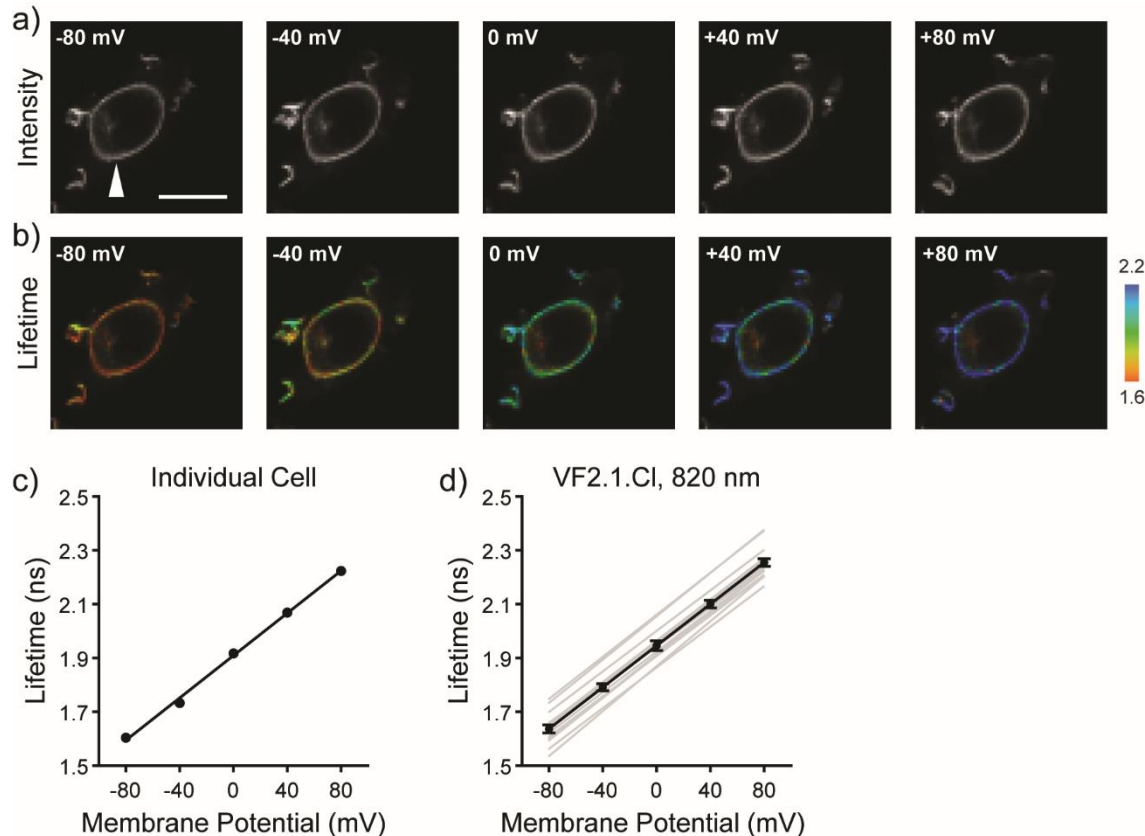 a)
Intensity
-80 mV
-40 mV
0 mV
+40 mV
+80 mV
b)
Lifetime
-80 mV
-40 mV
0 mV
+40 mV
+80 mV
2.2
1.6
c)
Individual Cell
Lifetime (ns)
2.5
2.3
2.1
1.9
1.7
1.5
-80 -40 0 40 80
Membrane Potential (mV)
d)
VF2.1.Cl, 820 nm
Lifetime (ns)
2.5
2.3
2.1
1.9
1.7
1.5
-80 -40 0 40 80
Membrane Potential (mV)